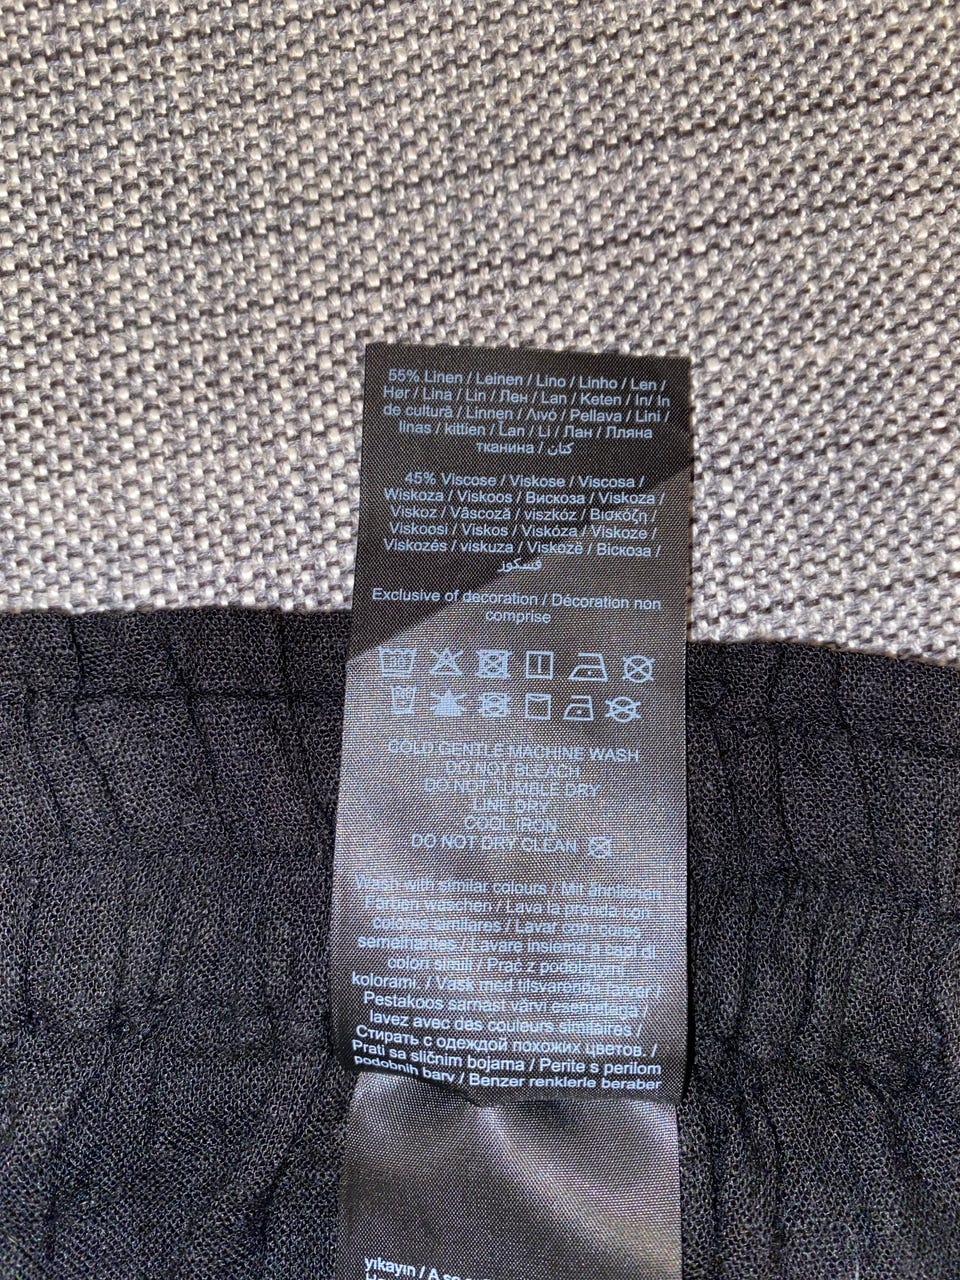 55% Linen / Leinen / Lino / Linho / Len /
Hør / Lina / Lin / Лен / Lan / Keten / In/ In
de cultură / Linnen / Λινό / Pellava / Lini /
linas / kittien / Lan / Li / Лан / Пляна
тканина / كتان
45% Viscose / Viskose / Viscosa /
Wiskoza / Viskoos / Вискоза / Viskoza /
Viskoz / Vâscoză / viszkóz / Βισκόζη /
Viskoosi / Viskos / Viskóza / Viskoze /
Viskozės / viskuza / Viskozë / Віскоза /
فسكوز
Exclusive of decoration / Décoration non
comprise
COLD GENTLE MACHINE WASH
DO NOT BLEACH
DO NOT TUMBLE DRY
LINE DRY
COOL IRON
DO NOT DRY CLEAN
Wash with similar colours / Mit ähnlichen
Farben waschen / Lava la prenda con
colores similares / Lavar com cores
semelhantes / Lavare insieme a capi di
colori simili / Prać z podobnymi
kolorami. / Vask med tilsvarende farger /
Pestakoos sarnast värvi esemetega /
lavez avec des couleurs similaires /
Стирать с одеждой похожих цветов. /
Prati sa sličnim bojama / Perite s perilom
podobnih barv / Benzer renklerle beraber
yıkayın / A se